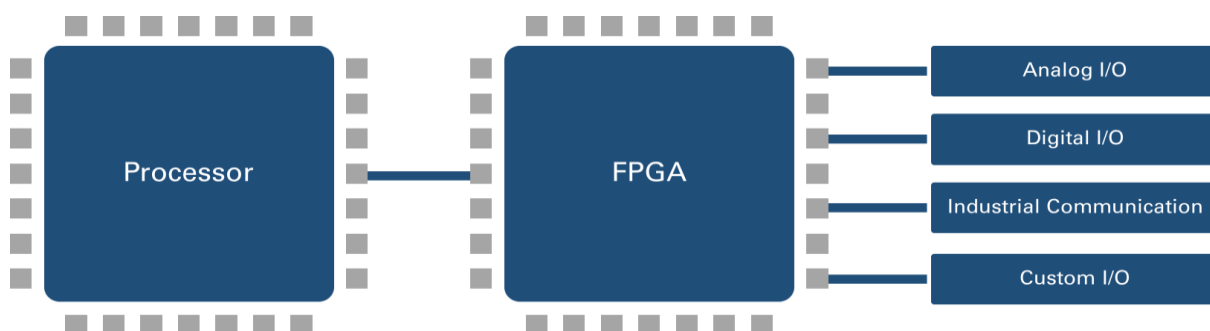 Processor
FPGA
Analog I/O
Digital I/O
Industrial Communication
Custom I/O